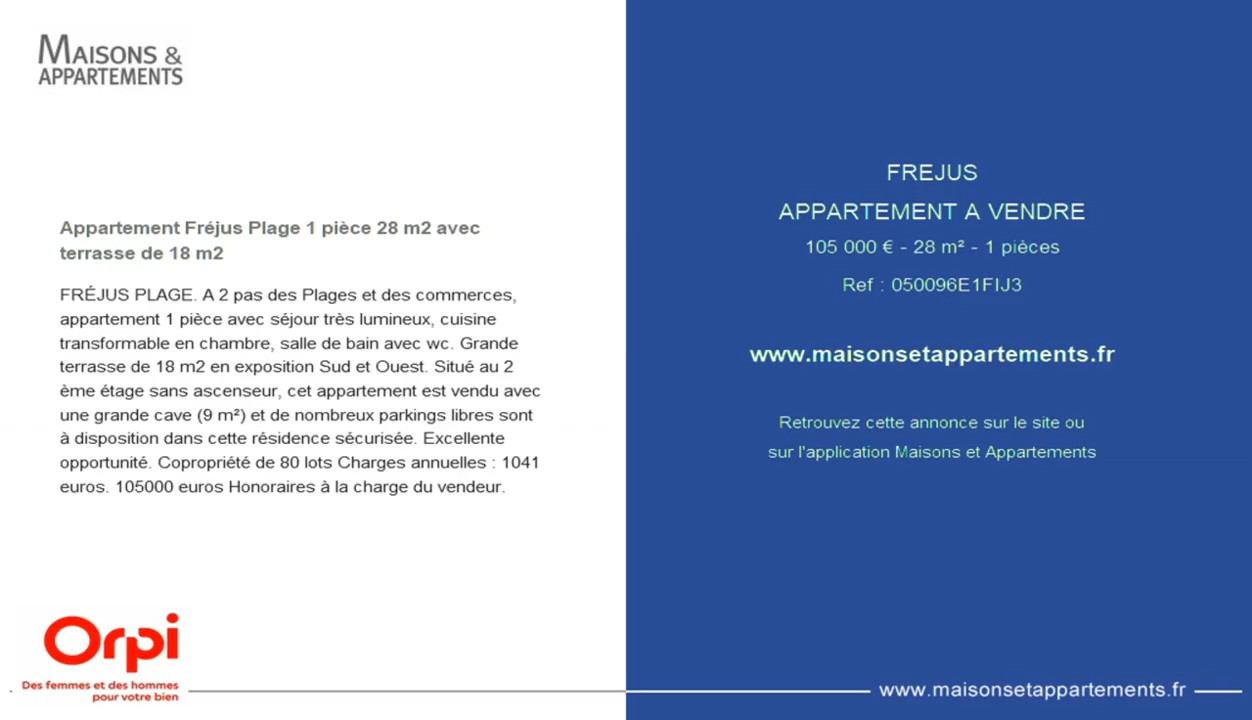 MAISONS &
APPARTEMENTS
Appartement Fréjus Plage 1 pièce 28 m2 avec
terrasse de 18 m2
FRÉJUS PLAGE. A 2 pas des Plages et des commerces,
appartement 1 pièce avec séjour très lumineux, cuisine
transformable en chambre, salle de bain avec wc. Grande
terrasse de 18 m2 en exposition Sud et Ouest. Situé au 2
ème étage sans ascenseur, cet appartement est vendu avec
une grande cave (9 m²) et de nombreux parkings libres sont
à disposition dans cette résidence sécurisée. Excellente
opportunité. Copropriété de 80 lots Charges annuelles : 1041
euros. 105000 euros Honoraires à la charge du vendeur.
Orpi
Des femmes et des hommes
pour votre bien
FREJUS
APPARTEMENT A VENDRE
105 000 € - 28 m² - 1 pièces
Ref : 050096E1FIJ3
www.maisonsetappartements.fr
Retrouvez cette annonce sur le site ou
sur l'application Maisons et Appartements
www.maisonsetappartements.fr